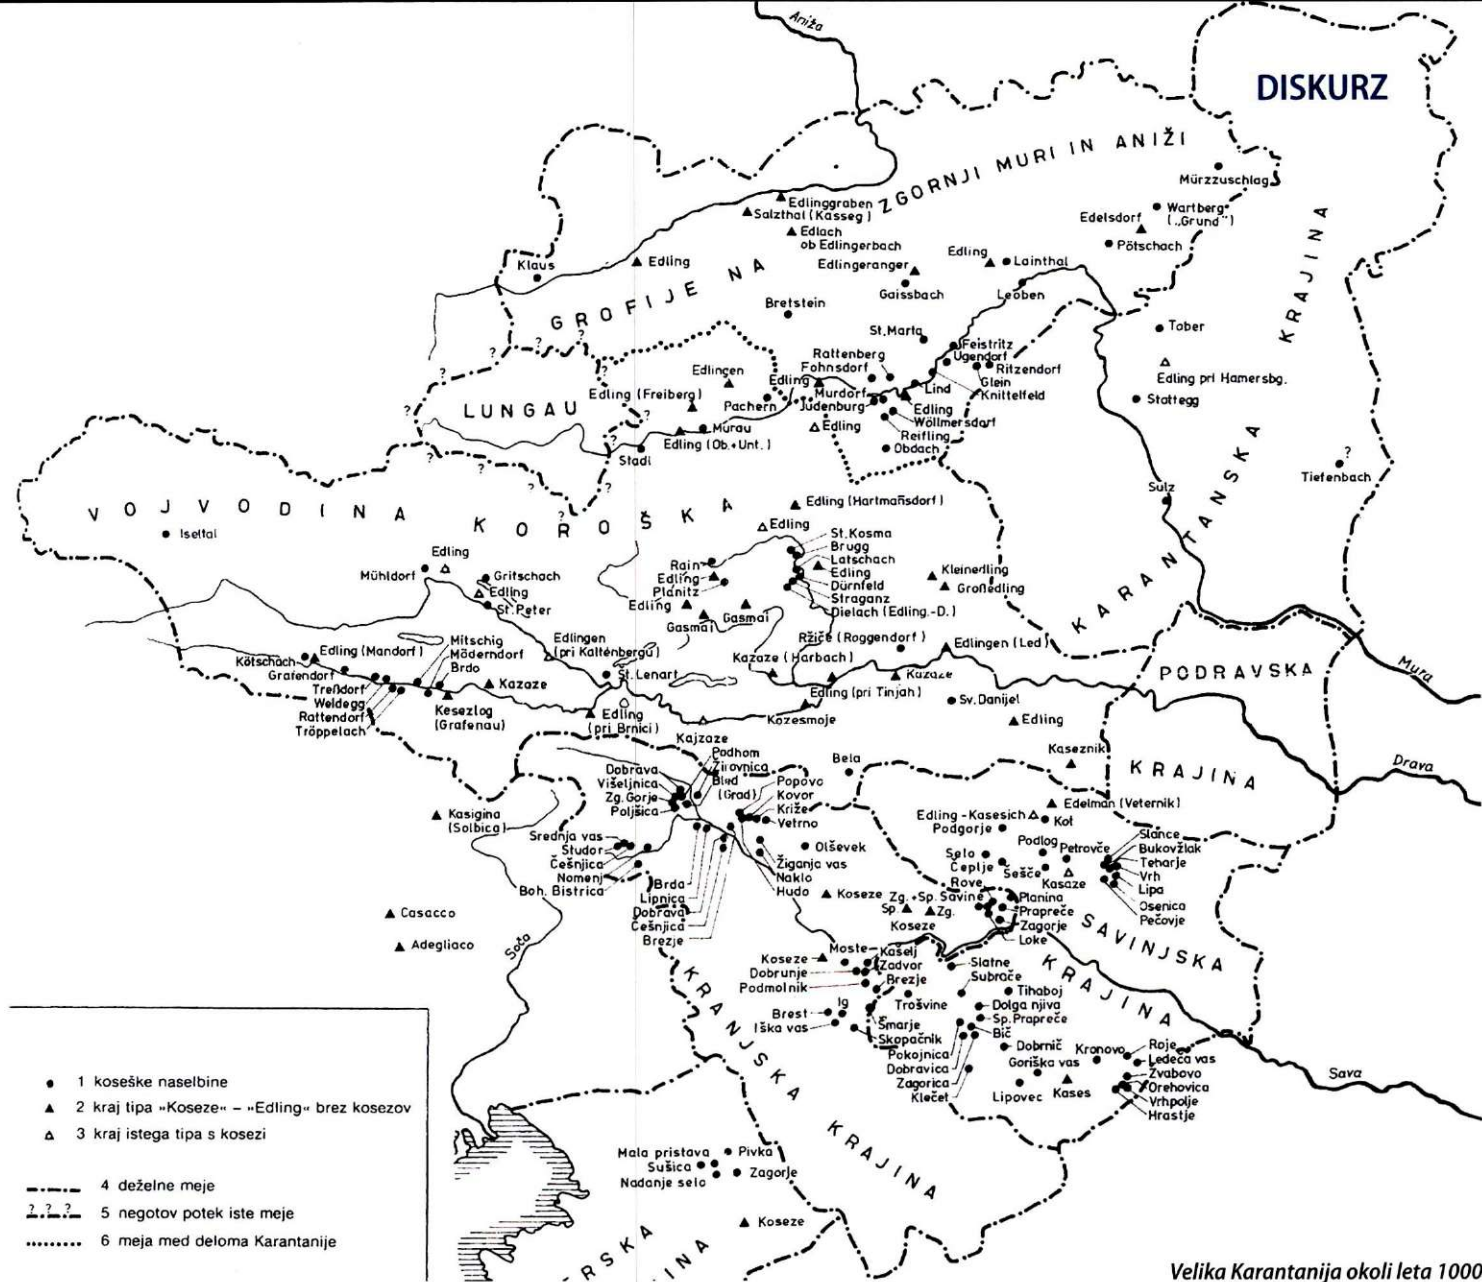 Aniža
DISKURZ
ZGORNJI MURI IN ANIŽI
Mürzzuschlag
Edlinggraben
Salzthal (Kasseg)
Wartberg
("Grund")
Edelsdorf
Edlach
ob Edlingerbach
Pötschach
KRAJINA
Klaus
Edling
Edlingeranger
Edling
Lainthal
GROFIJE NA
Gaissbach
Leoben
Bretstein
Tober
St. Marta
Feistritz
Ugendorf
Rattenberg
Fohnsdorf
Ritzendorf
Edling pri Hamersbg.
Edlingen
Edling
Glein
Knittelfeld
Lind
Edling (Freiberg)
Murdorf
Stattegg
LUNGAU
Pachern
Judenburg
Edling
Wöllmersdorf
Murau
Edling
Reifling
Edling (Ob.+Unt.)
Obdach
Stadl
Tiefenbach
Sulz
VOJVODINA KOROŠKA
Edling (Hartmansdorf)
KARANTANSKA
Iseltal
Edling
St. Kosma
Brugg
Latschach
Edling
Dürnfeld
Straganz
Dielach (Edling.-D.)
Edling
Mühldorf
Gritschach
Edling
St. Peter
Rain
Edling
Planitz
Edling
Gasmai
Gasmai
Kleinedling
Großedling
Mitschig
Möderndorf
Brdo
Edlingen
(pri Kaltenbergu)
Ržiče (Roggendorf)
Edlingen (Led)
Edling (Mandorf)
Kötschach
Grafendorf
Kazaze (Harbach)
PODRAVSKA
Mura
Treßdorf
Weidegg
Rattendorf
Tröppelach
Kazaze
St. Lenart
Kazaze
Edling (pri Tinjah)
Kesezlog
(Grafenau)
Edling
(pri Brnici)
Sv. Danijel
Kozesmoje
Edling
Kajzaze
Kaseznik
Bela
Drava
KRAJINA
Podhom
Žirovnica
Bled
(Grad)
Dobrava
Višeljnica
Zg. Gorje
Poljšica
Popovo
Kovor
Križe
Vetrno
Edelman (Veternik)
Edling - Kasesich
Kot
Podgorje
Kasigina
(Solbica)
Slance
Bukovžlak
Teharje
Vrh
Lipa
Osenica
Pečovje
Srednja vas
Studor
Češnjica
Nomenj
Boh. Bistrica
Olševek
Podlog
Petrovče
Selo
Čeplje
Šešče
Kasaze
Žiganja vas
Naklo
Hudo
Brda
Lipnica
Dobrava
Češnjica
Brezje
Koseze
Rove
Zg. + Sp. Savine
Planina
Prapreče
Zagorje
Loke
Sp.
Zg.
Koseze
Casacco
Adegliaco
Soča
SAVINJSKA
KRAJINA
Moste
Kašelj
Zadvor
Brezje
Koseze
Dobrunje
Podmolnik
Slatne
Subrače
Tihaboj
Dolga njiva
Sp. Prapreče
Bič
Trošvine
Ig
Brest
Iška vas
Šmarje
Skopačnik
Pokojnica
Dobravica
Zagorica
Klečet
Dobrnič
Goriška vas
Kronovo
Roje
Ledeča vas
Zvabovo
Orehovica
Vrhpolje
Hrastje
Lipovec
Kases
Sava
KRANJSKA KRAJINA
1 koseške naselbine
2 kraj tipa »Koseze« – »Edling« brez kosezov
3 kraj istega tipa s kosezi
4 deželne meje
5 negotov potek iste meje
6 meja med deloma Karantanije
Mala pristava
Pivka
Sušica
Zagorje
Nadanje selo
Koseze
Velika Karantanija okoli leta 1000